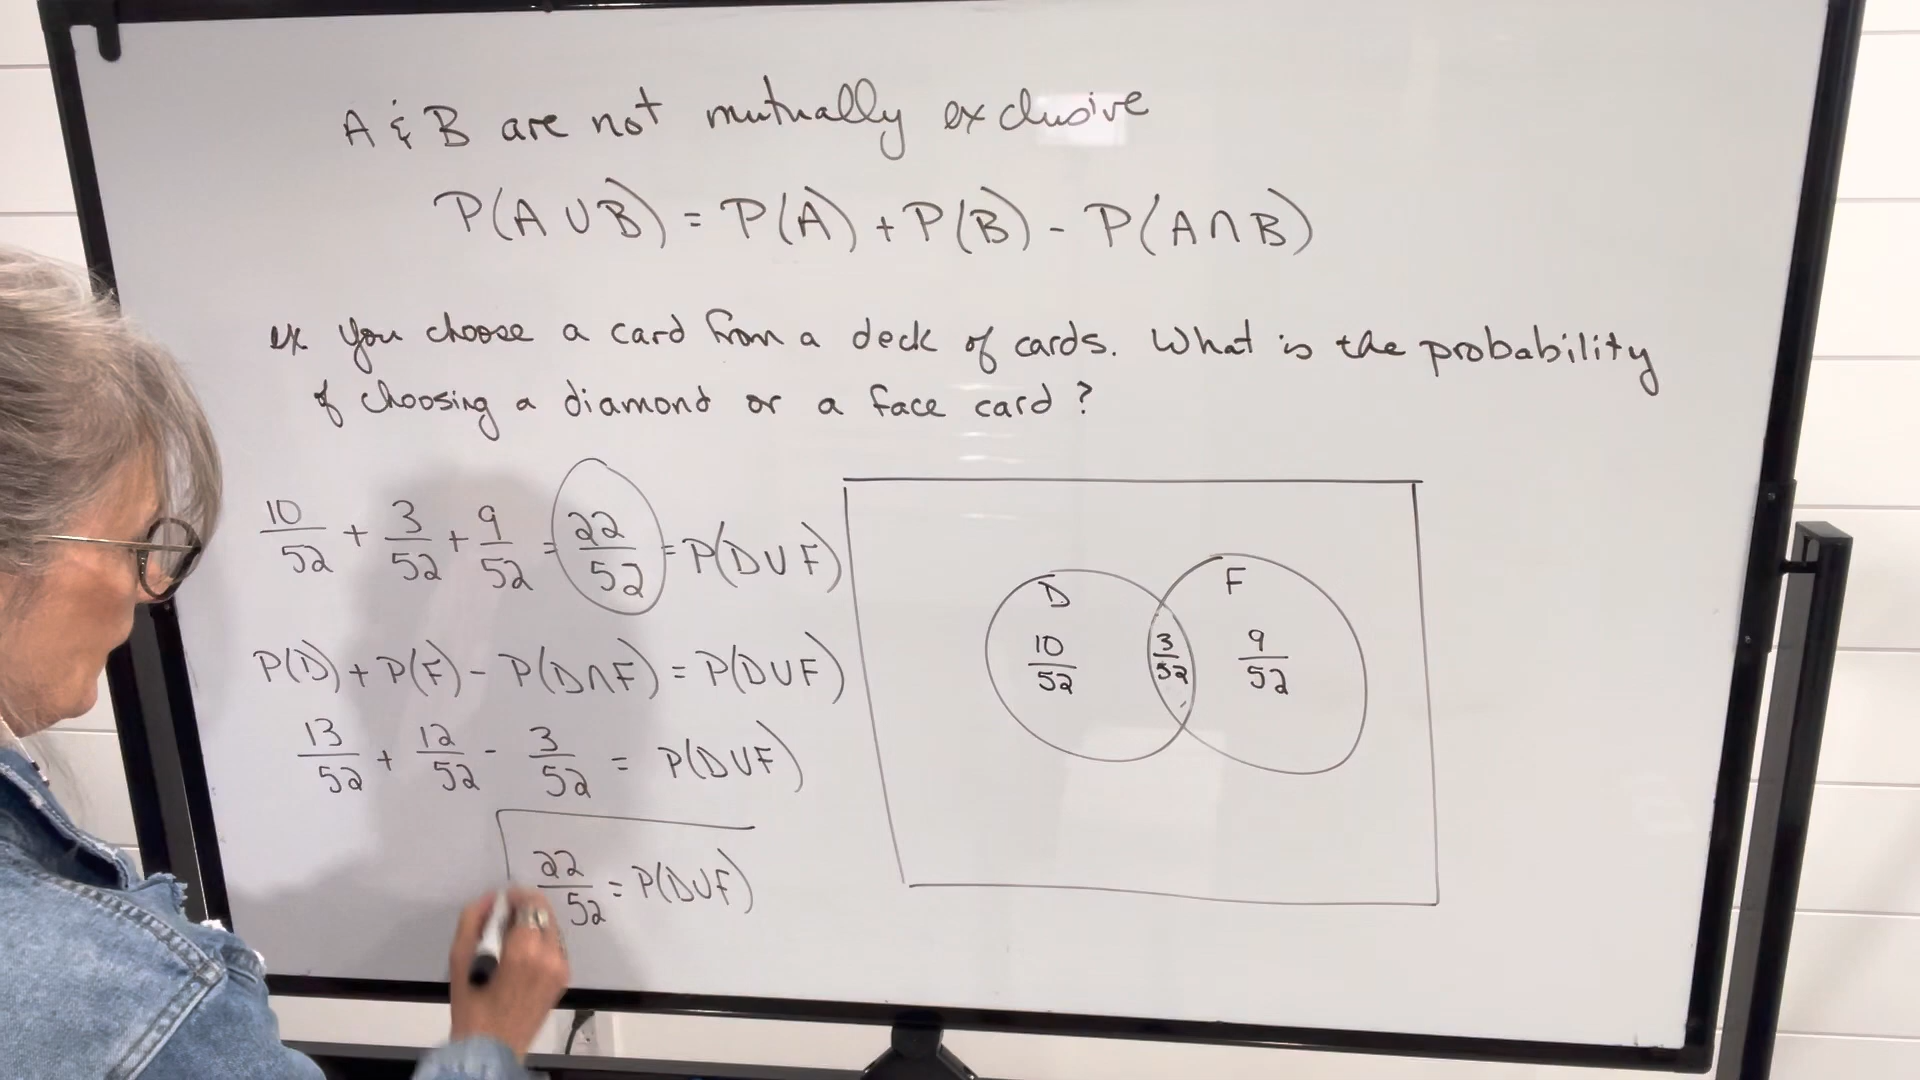 A & B are not mutually exclusive
P(A ∪ B) = P(A) + P(B) - P(A ∩ B)
ex You choose a card from a deck of cards. What is the probability
of choosing a diamond or a face card?
10/52 + 3/52 + 9/52 = 22/52 = P(D ∪ F)
P(D) + P(F) - P(D ∩ F) = P(D ∪ F)
13/52 + 12/52 - 3/52 = P(D ∪ F)
22/52 = P(D ∪ F)
D F
10/52 3/52 9/52